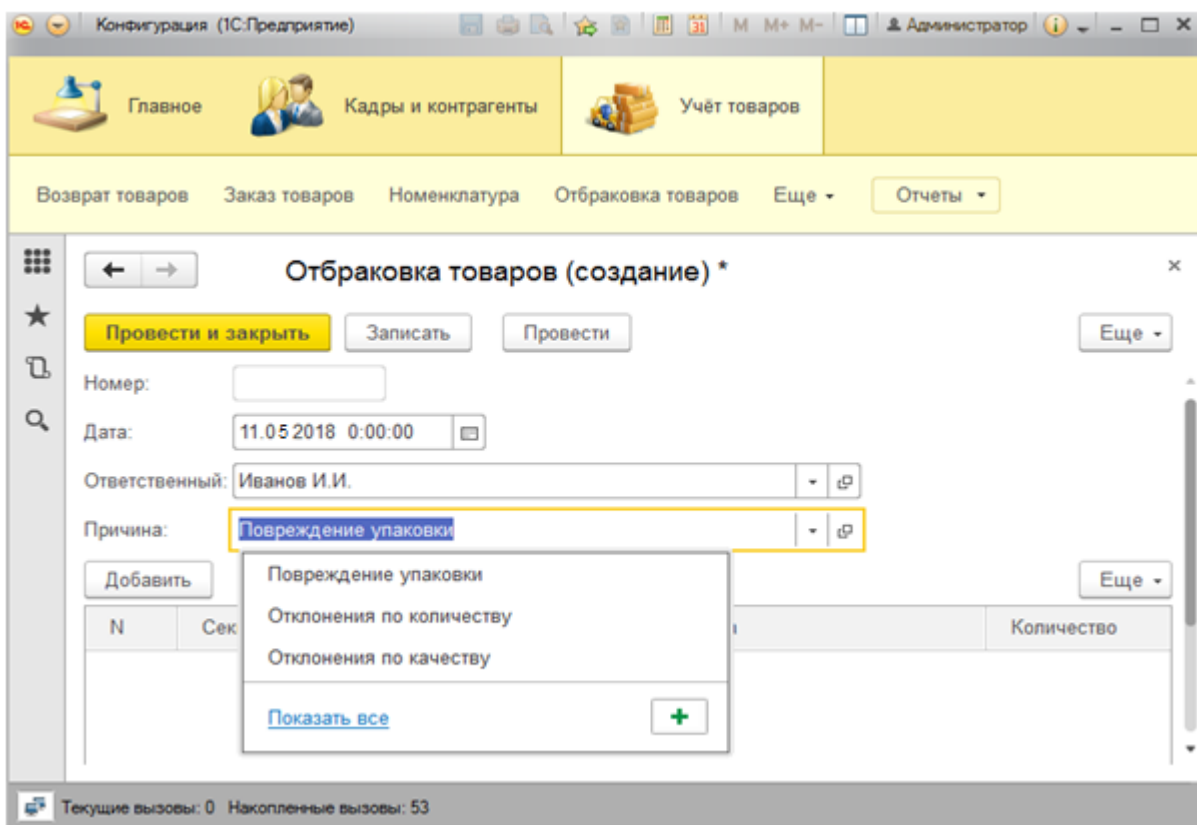 Конфигурация (1С:Предприятие) M M+ M- Администратор
Главное Кадры и контрагенты Учёт товаров
Возврат товаров Заказ товаров Номенклатура Отбраковка товаров Еще Отчеты
Отбраковка товаров (создание) *
Провести и закрыть Записать Провести Еще
Номер:
Дата: 11.05 2018 0:00:00
Ответственный: Иванов И.И.
Причина: Повреждение упаковки
Добавить Повреждение упаковки Еще
N Сек Отклонения по количеству Количество
Отклонения по качеству
Показать все
Текущие вызовы: 0 Накопленные вызовы: 53